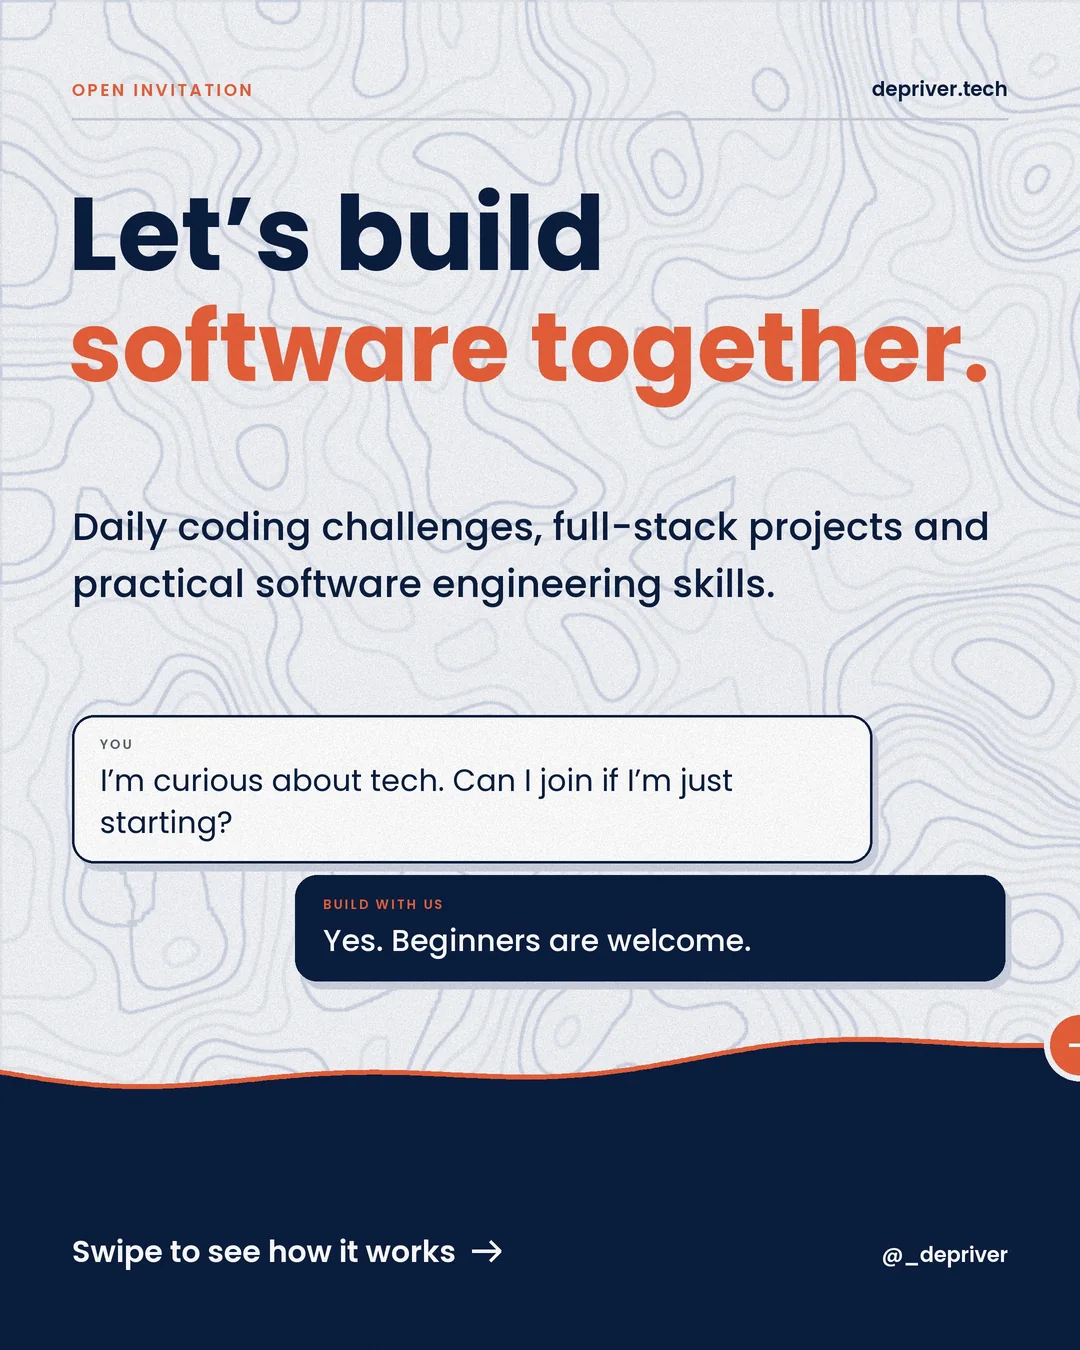 OPEN INVITATION
depriver.tech
Let’s build
software together.
Daily coding challenges, full-stack projects and
practical software engineering skills.
YOU
I’m curious about tech. Can I join if I’m just
starting?
BUILD WITH US
Yes. Beginners are welcome.
Swipe to see how it works →
@_depriver